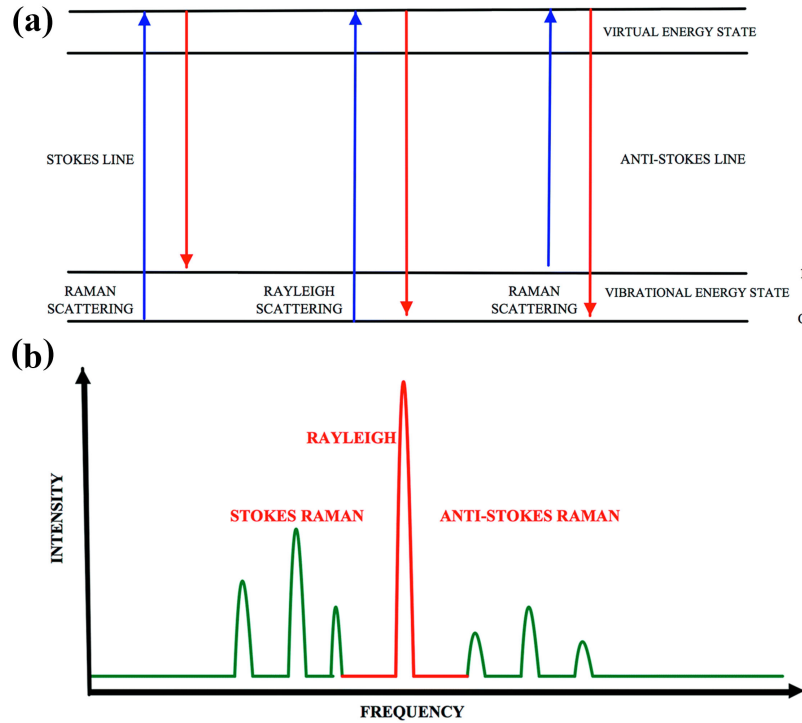 (a)
VIRTUAL ENERGY STATE
STOKES LINE
ANTI-STOKES LINE
RAMAN
SCATTERING
RAYLEIGH
SCATTERING
RAMAN
SCATTERING
VIBRATIONAL ENERGY STATE
(b)
RAYLEIGH
STOKES RAMAN
ANTI-STOKES RAMAN
INTENSITY
FREQUENCY